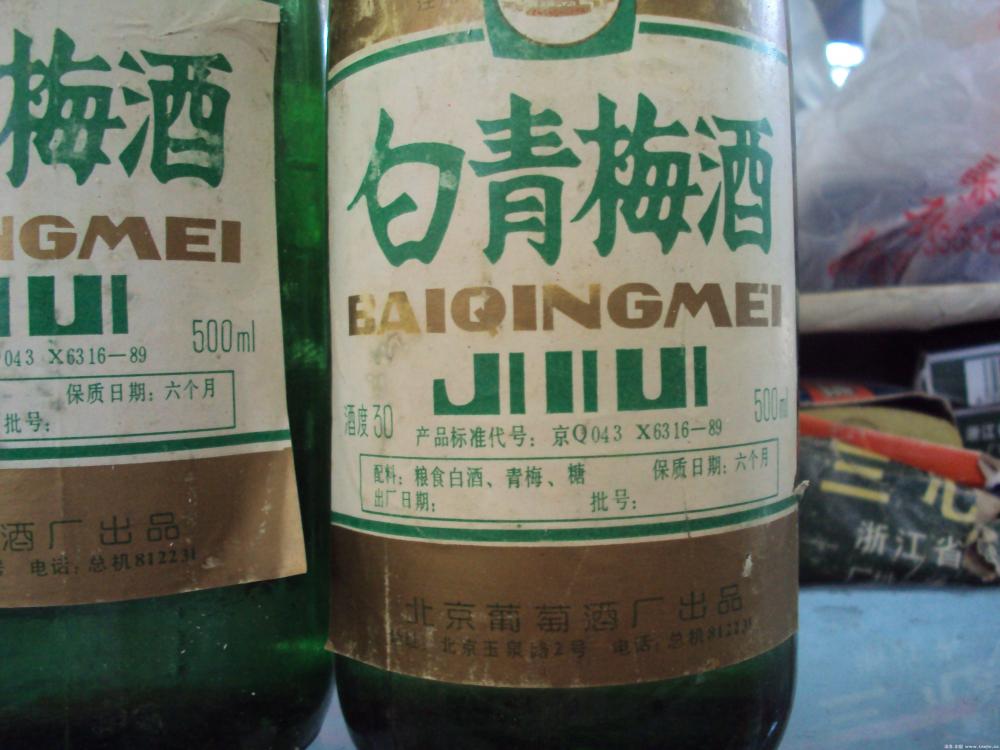 梅酒
NGMEI
JIU
500ml
043 X6316—89
保质日期：六个月
批号：
酒厂出品
电话：总机812231
白青梅酒
BAIQINGMEI
JIU
酒度30
500ml
产品标准代号：京Q043 X6316—89
配料：粮食白酒、青梅、糖
保质日期：六个月
出厂日期：
批号：
北京葡萄酒厂出品
地址：北京玉泉路2号 电话：总机812231
三
浙江省